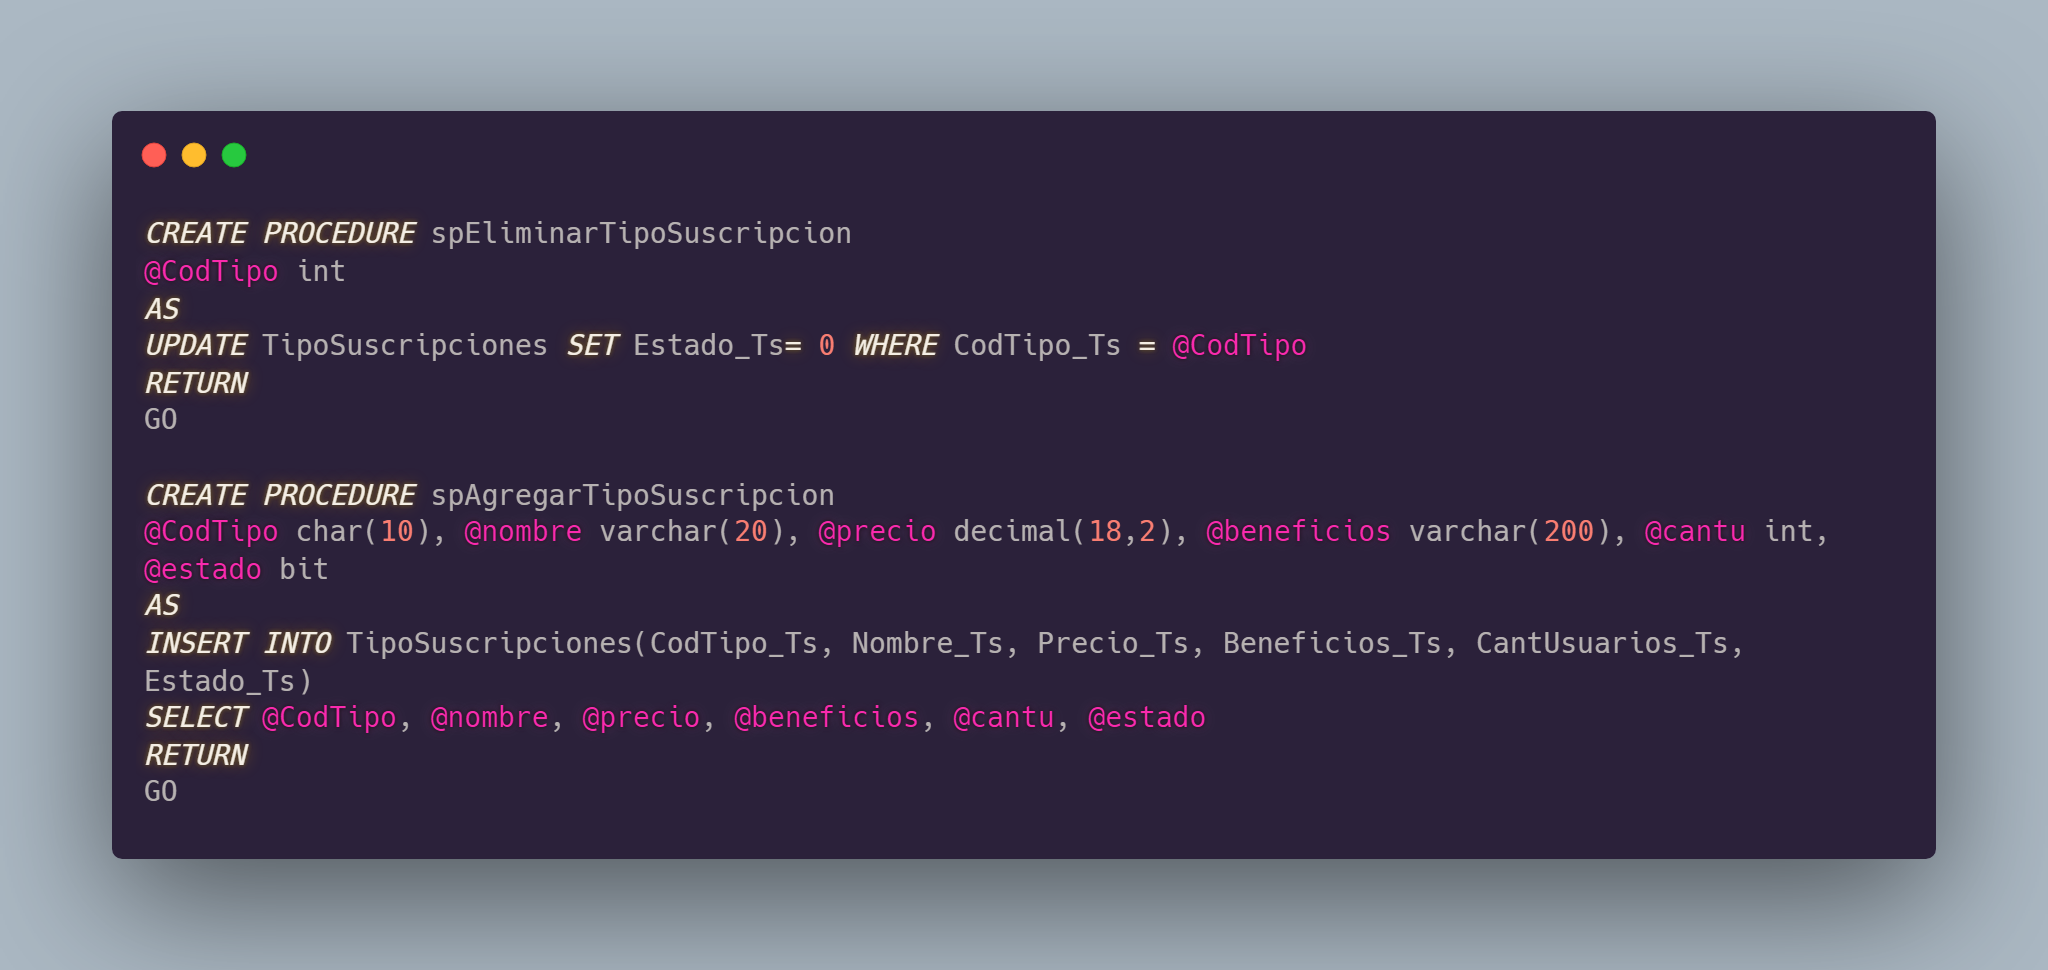 CREATE PROCEDURE spEliminarTipoSuscripcion
@CodTipo int
AS
UPDATE TipoSuscripciones SET Estado_Ts= 0 WHERE CodTipo_Ts = @CodTipo
RETURN
GO

CREATE PROCEDURE spAgregarTipoSuscripcion
@CodTipo char(10), @nombre varchar(20), @precio decimal(18,2), @beneficios varchar(200), @cantu int,
@estado bit
AS
INSERT INTO TipoSuscripciones(CodTipo_Ts, Nombre_Ts, Precio_Ts, Beneficios_Ts, CantUsuarios_Ts,
Estado_Ts)
SELECT @CodTipo, @nombre, @precio, @beneficios, @cantu, @estado
RETURN
GO